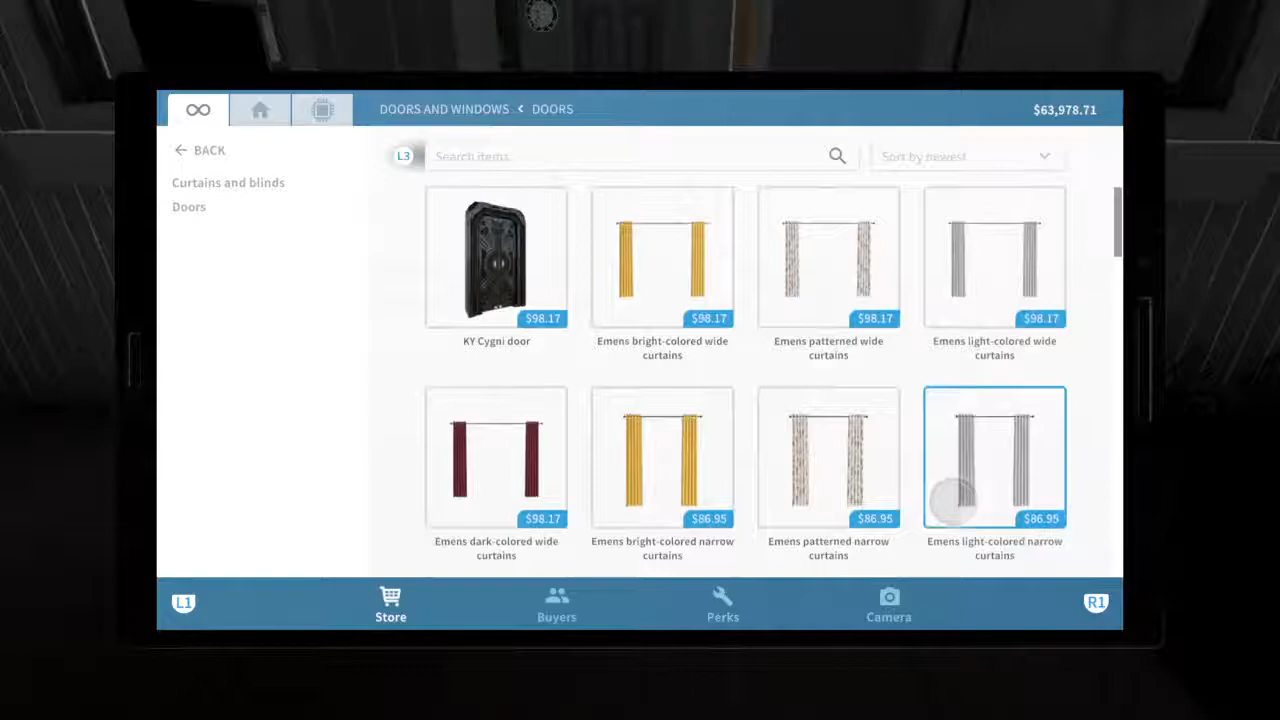 DOORS AND WINDOWS < DOORS
$63,978.71
BACK
Curtains and blinds
Doors
L3
Search items...
Sort by newest
$98.17
$98.17
$98.17
$98.17
KY Cygni door
Emens bright-colored wide
curtains
Emens patterned wide
curtains
Emens light-colored wide
curtains
$98.17
$86.95
$86.95
$86.95
Emens dark-colored wide
curtains
Emens bright-colored narrow
curtains
Emens patterned narrow
curtains
Emens light-colored narrow
curtains
L1
Store
Buyers
Perks
Camera
R1